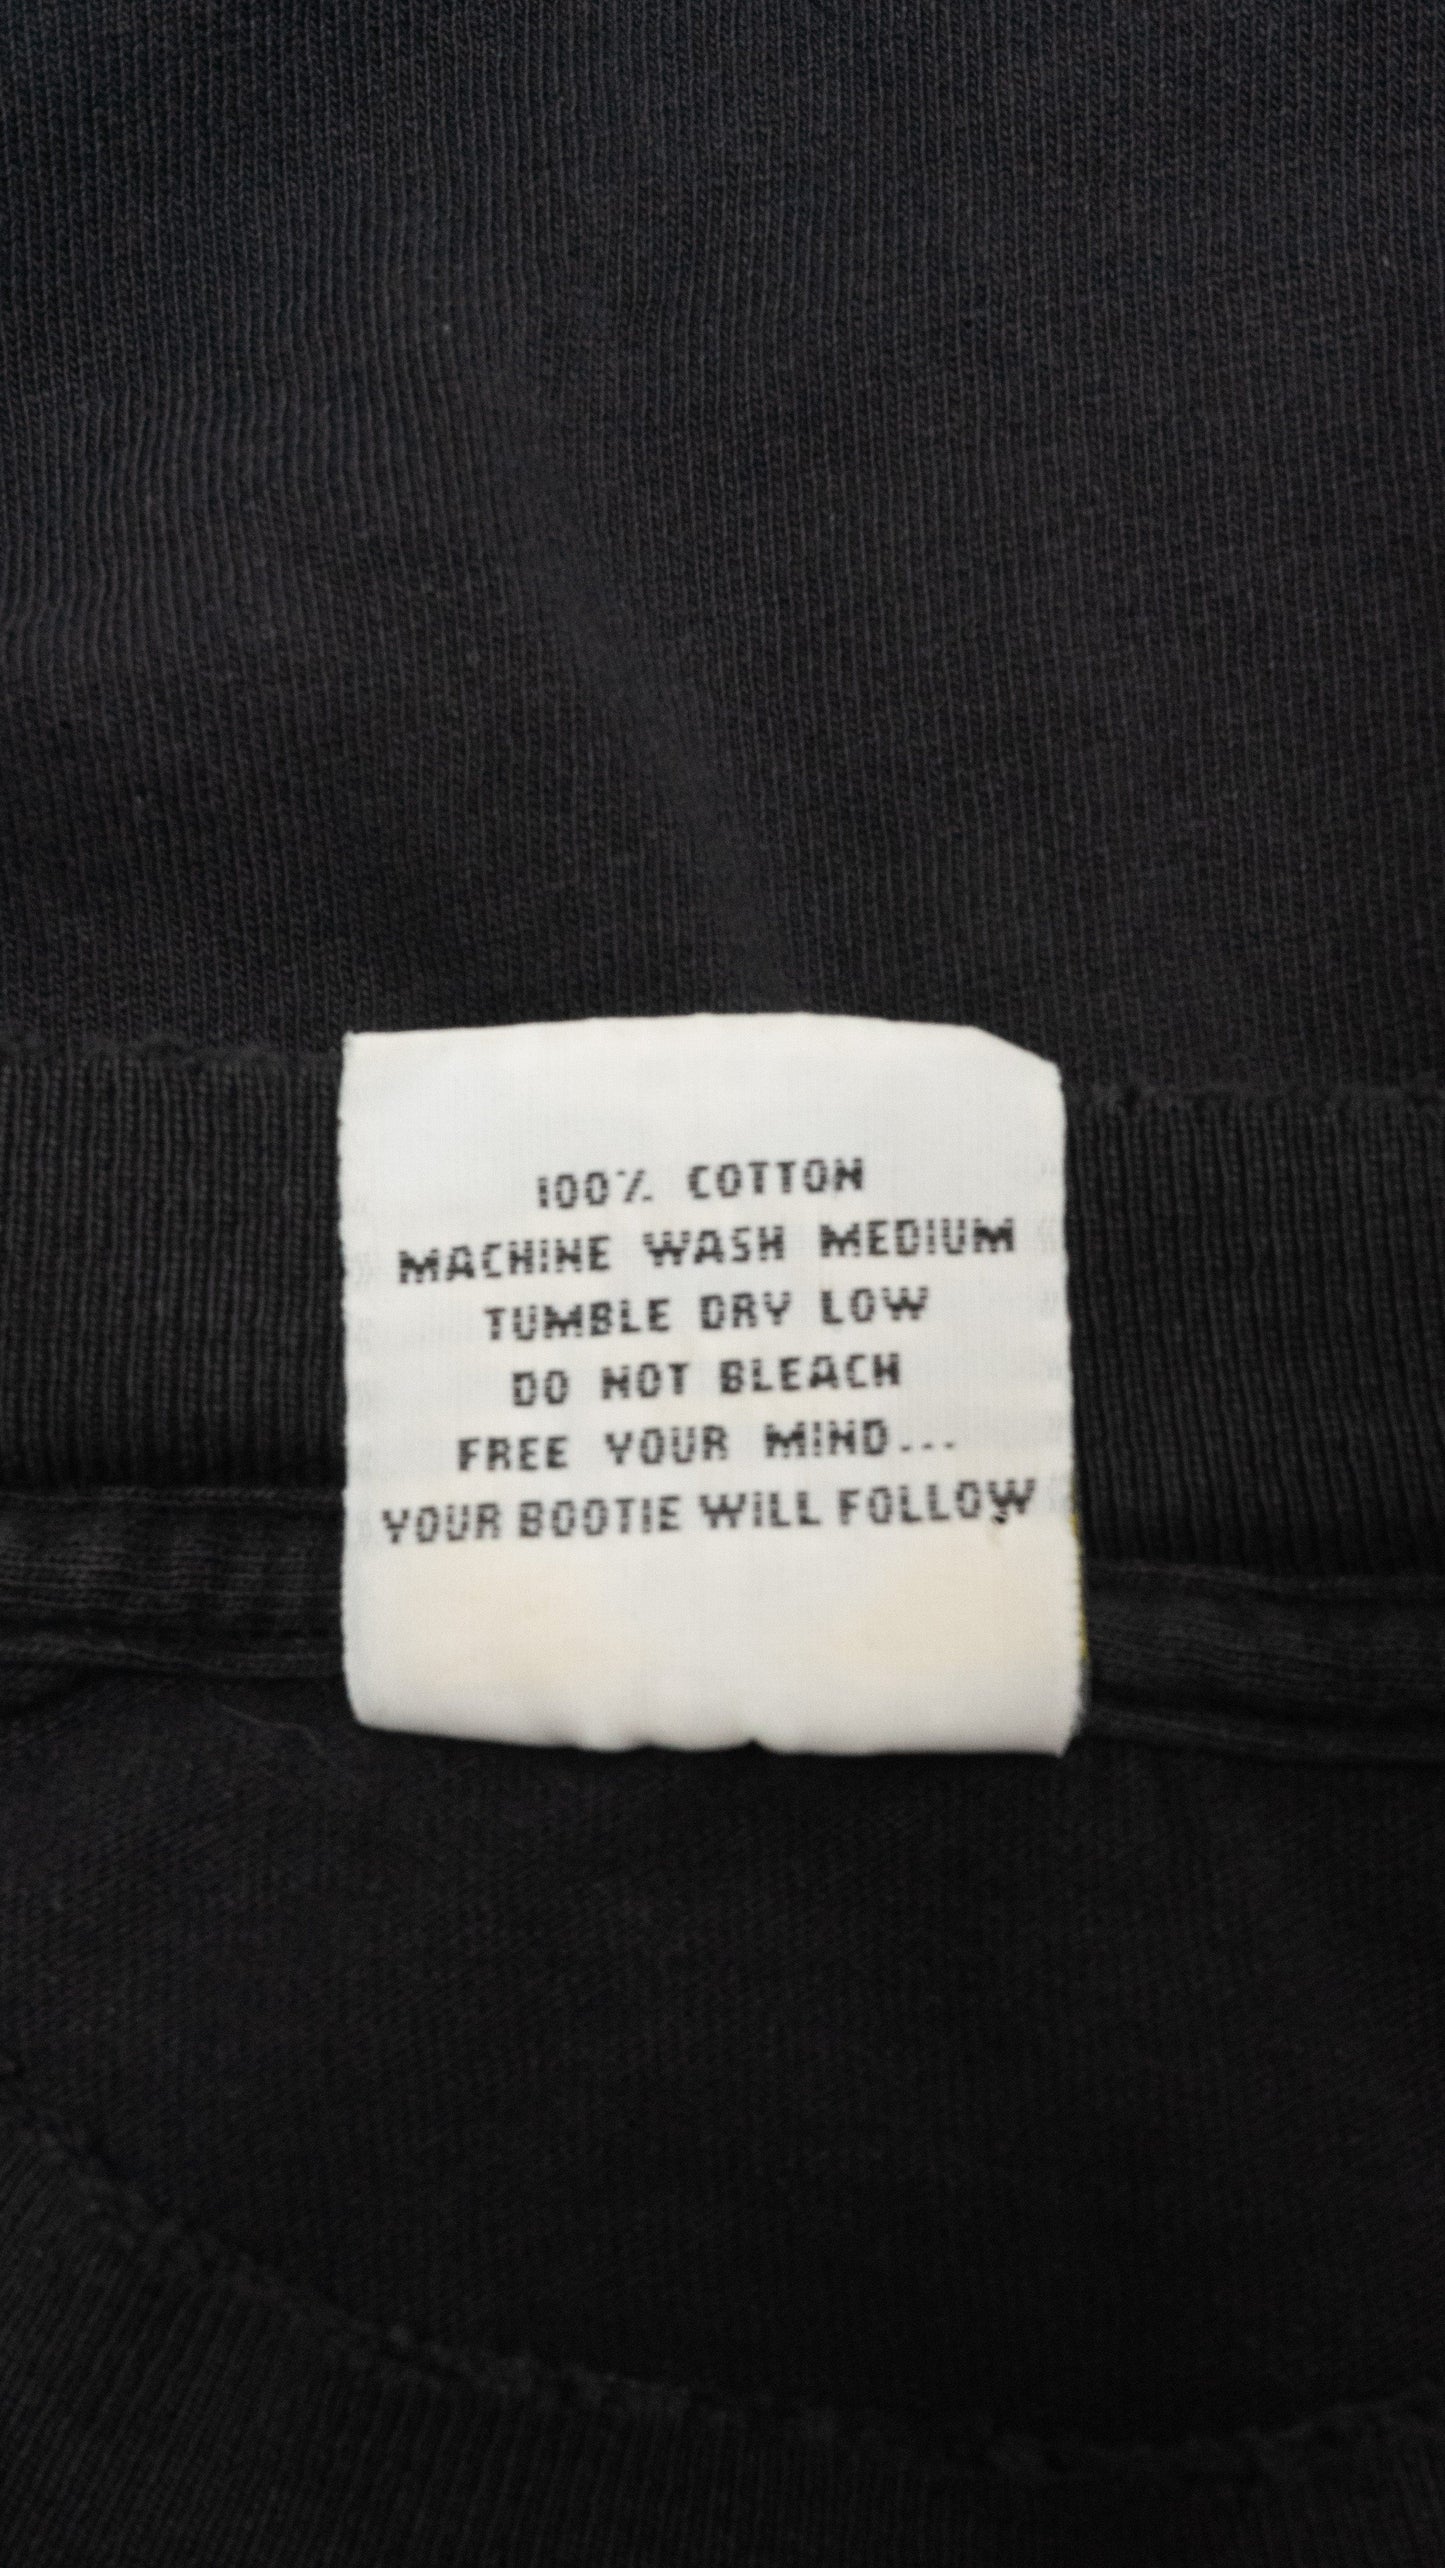 100% COTTON
MACHINE WASH MEDIUM
TUMBLE DRY LOW
DO NOT BLEACH
FREE YOUR MIND...
YOUR BOOTIE WILL FOLLOW